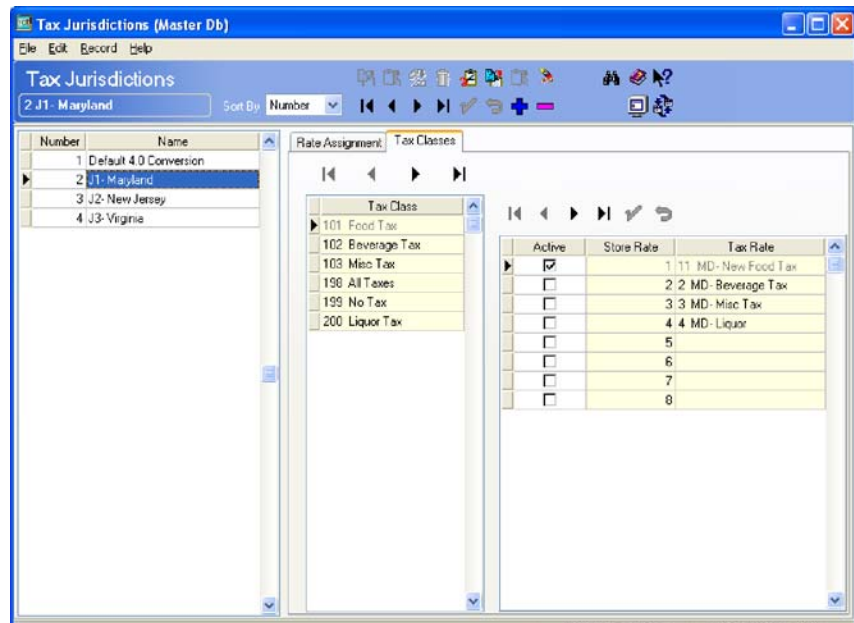 Tax Jurisdictions (Master Db)
File Edit Record Help
Tax Jurisdictions
2 J1- Maryland Sort By Number
Number Name
1 Default 4.0 Conversion
2 J1- Maryland
3 J2- New Jersey
4 J3- Virginia
Rate Assignment Tax Classes
Tax Class
101 Food Tax
102 Beverage Tax
103 Misc Tax
198 All Taxes
199 No Tax
200 Liquor Tax
Active Store Rate Tax Rate
1 11 MD- New Food Tax
2 2 MD- Beverage Tax
3 3 MD- Misc Tax
4 4 MD- Liquor
5
6
7
8